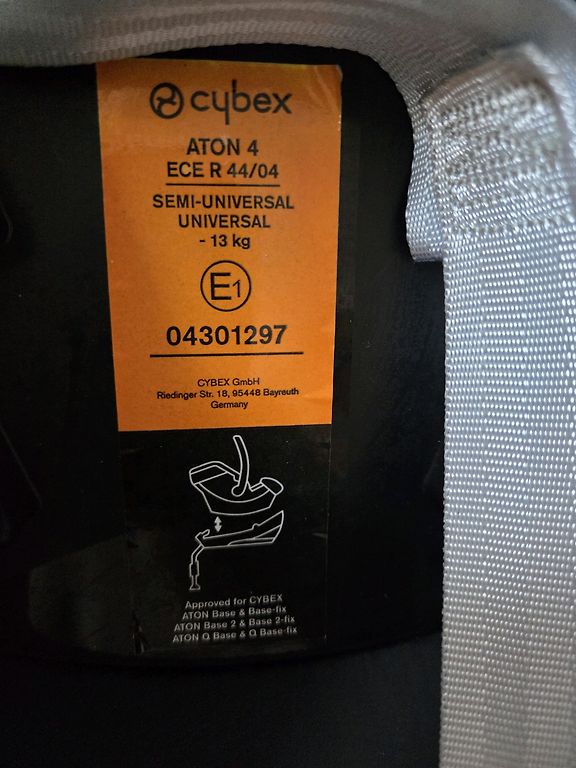 cybex
ATON 4
ECE R 44/04
SEMI-UNIVERSAL
UNIVERSAL
- 13 kg
E1
04301297
CYBEX GmbH
Riedinger Str. 18, 95448 Bayreuth
Germany
Approved for CYBEX
ATON Base & Base-fix
ATON Base 2 & Base 2-fix
ATON Q Base & Q Base-fix